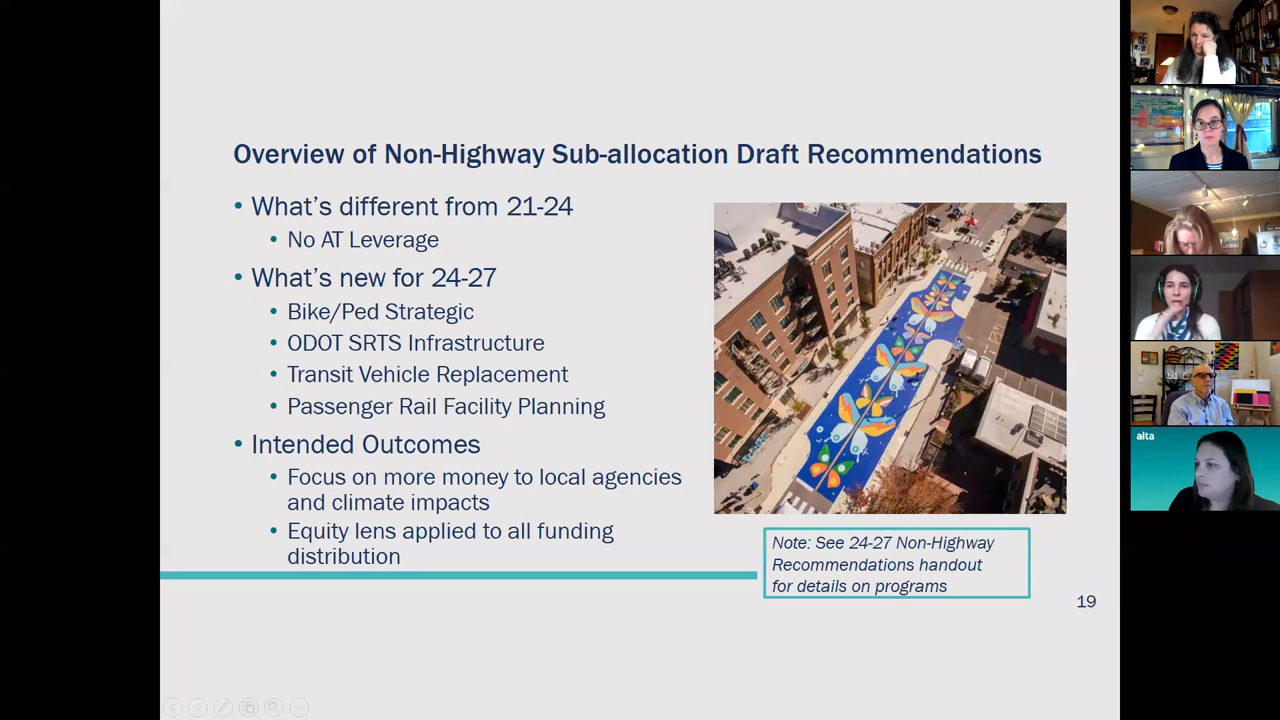 Overview of Non-Highway Sub-allocation Draft Recommendations
• What's different from 21-24
• No AT Leverage
• What's new for 24-27
• Bike/Ped Strategic
• ODOT SRTS Infrastructure
• Transit Vehicle Replacement
• Passenger Rail Facility Planning
• Intended Outcomes
• Focus on more money to local agencies
and climate impacts
• Equity lens applied to all funding
distribution
Note: See 24-27 Non-Highway
Recommendations handout
for details on programs
19
alta